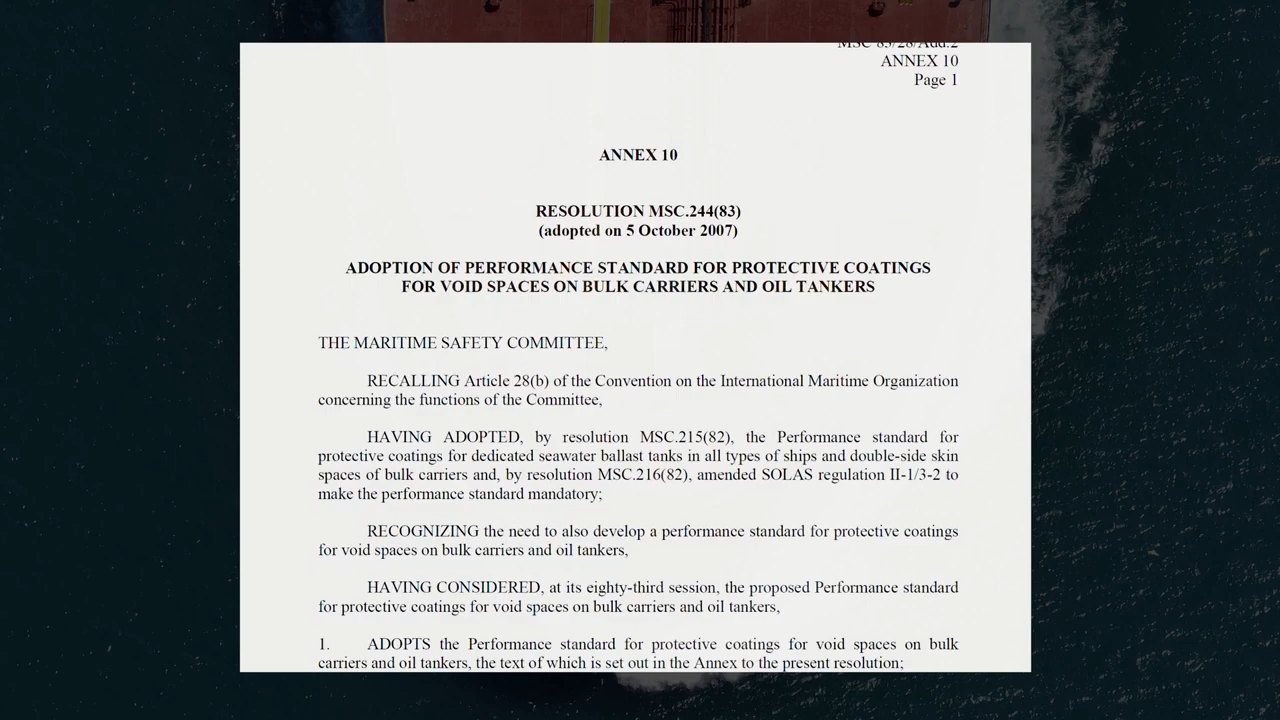 MSC 83/28/Add.2
ANNEX 10
Page 1
ANNEX 10
RESOLUTION MSC.244(83)
(adopted on 5 October 2007)
ADOPTION OF PERFORMANCE STANDARD FOR PROTECTIVE COATINGS
FOR VOID SPACES ON BULK CARRIERS AND OIL TANKERS
THE MARITIME SAFETY COMMITTEE,
RECALLING Article 28(b) of the Convention on the International Maritime Organization
concerning the functions of the Committee,
HAVING ADOPTED, by resolution MSC.215(82), the Performance standard for
protective coatings for dedicated seawater ballast tanks in all types of ships and double-side skin
spaces of bulk carriers and, by resolution MSC.216(82), amended SOLAS regulation II-1/3-2 to
make the performance standard mandatory;
RECOGNIZING the need to also develop a performance standard for protective coatings
for void spaces on bulk carriers and oil tankers,
HAVING CONSIDERED, at its eighty-third session, the proposed Performance standard
for protective coatings for void spaces on bulk carriers and oil tankers,
1. ADOPTS the Performance standard for protective coatings for void spaces on bulk
carriers and oil tankers, the text of which is set out in the Annex to the present resolution;